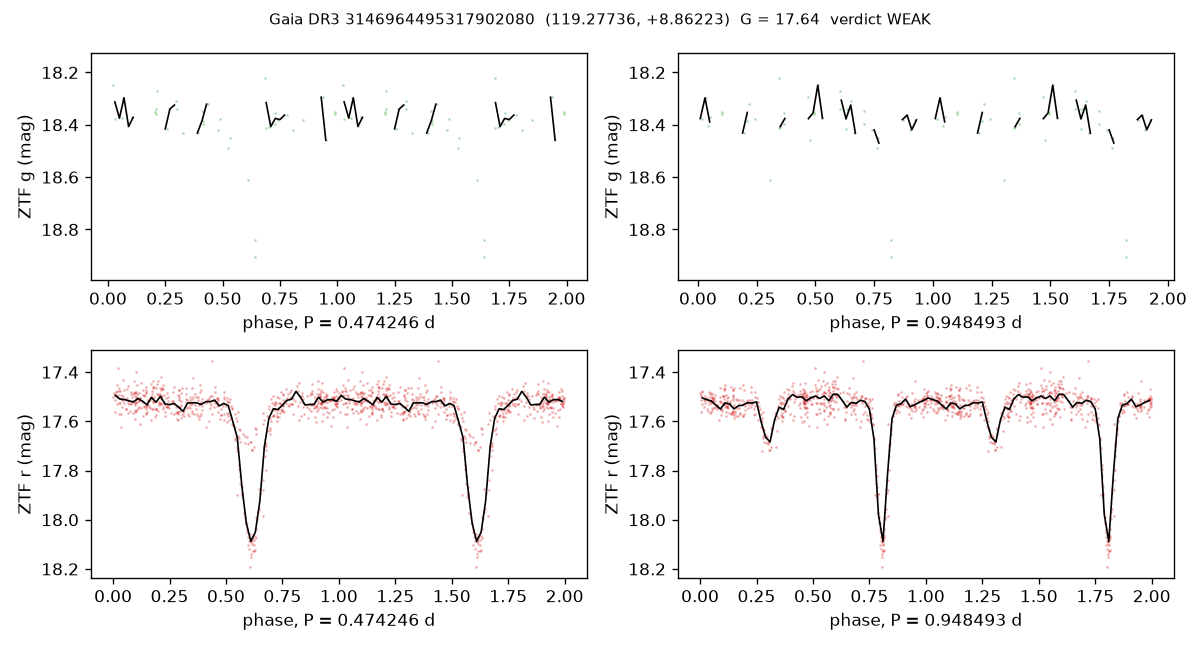 Gaia DR3 3146964495317902080  (119.27736, +8.86223)  G = 17.64  verdict WEAK
ZTF g (mag)
18.2
18.4
18.6
18.8
0.00 0.25 0.50 0.75 1.00 1.25 1.50 1.75 2.00
phase, P = 0.474246 d
ZTF g (mag)
18.2
18.4
18.6
18.8
0.00 0.25 0.50 0.75 1.00 1.25 1.50 1.75 2.00
phase, P = 0.948493 d
ZTF r (mag)
17.4
17.6
17.8
18.0
18.2
0.00 0.25 0.50 0.75 1.00 1.25 1.50 1.75 2.00
phase, P = 0.474246 d
ZTF r (mag)
17.4
17.6
17.8
18.0
18.2
0.00 0.25 0.50 0.75 1.00 1.25 1.50 1.75 2.00
phase, P = 0.948493 d